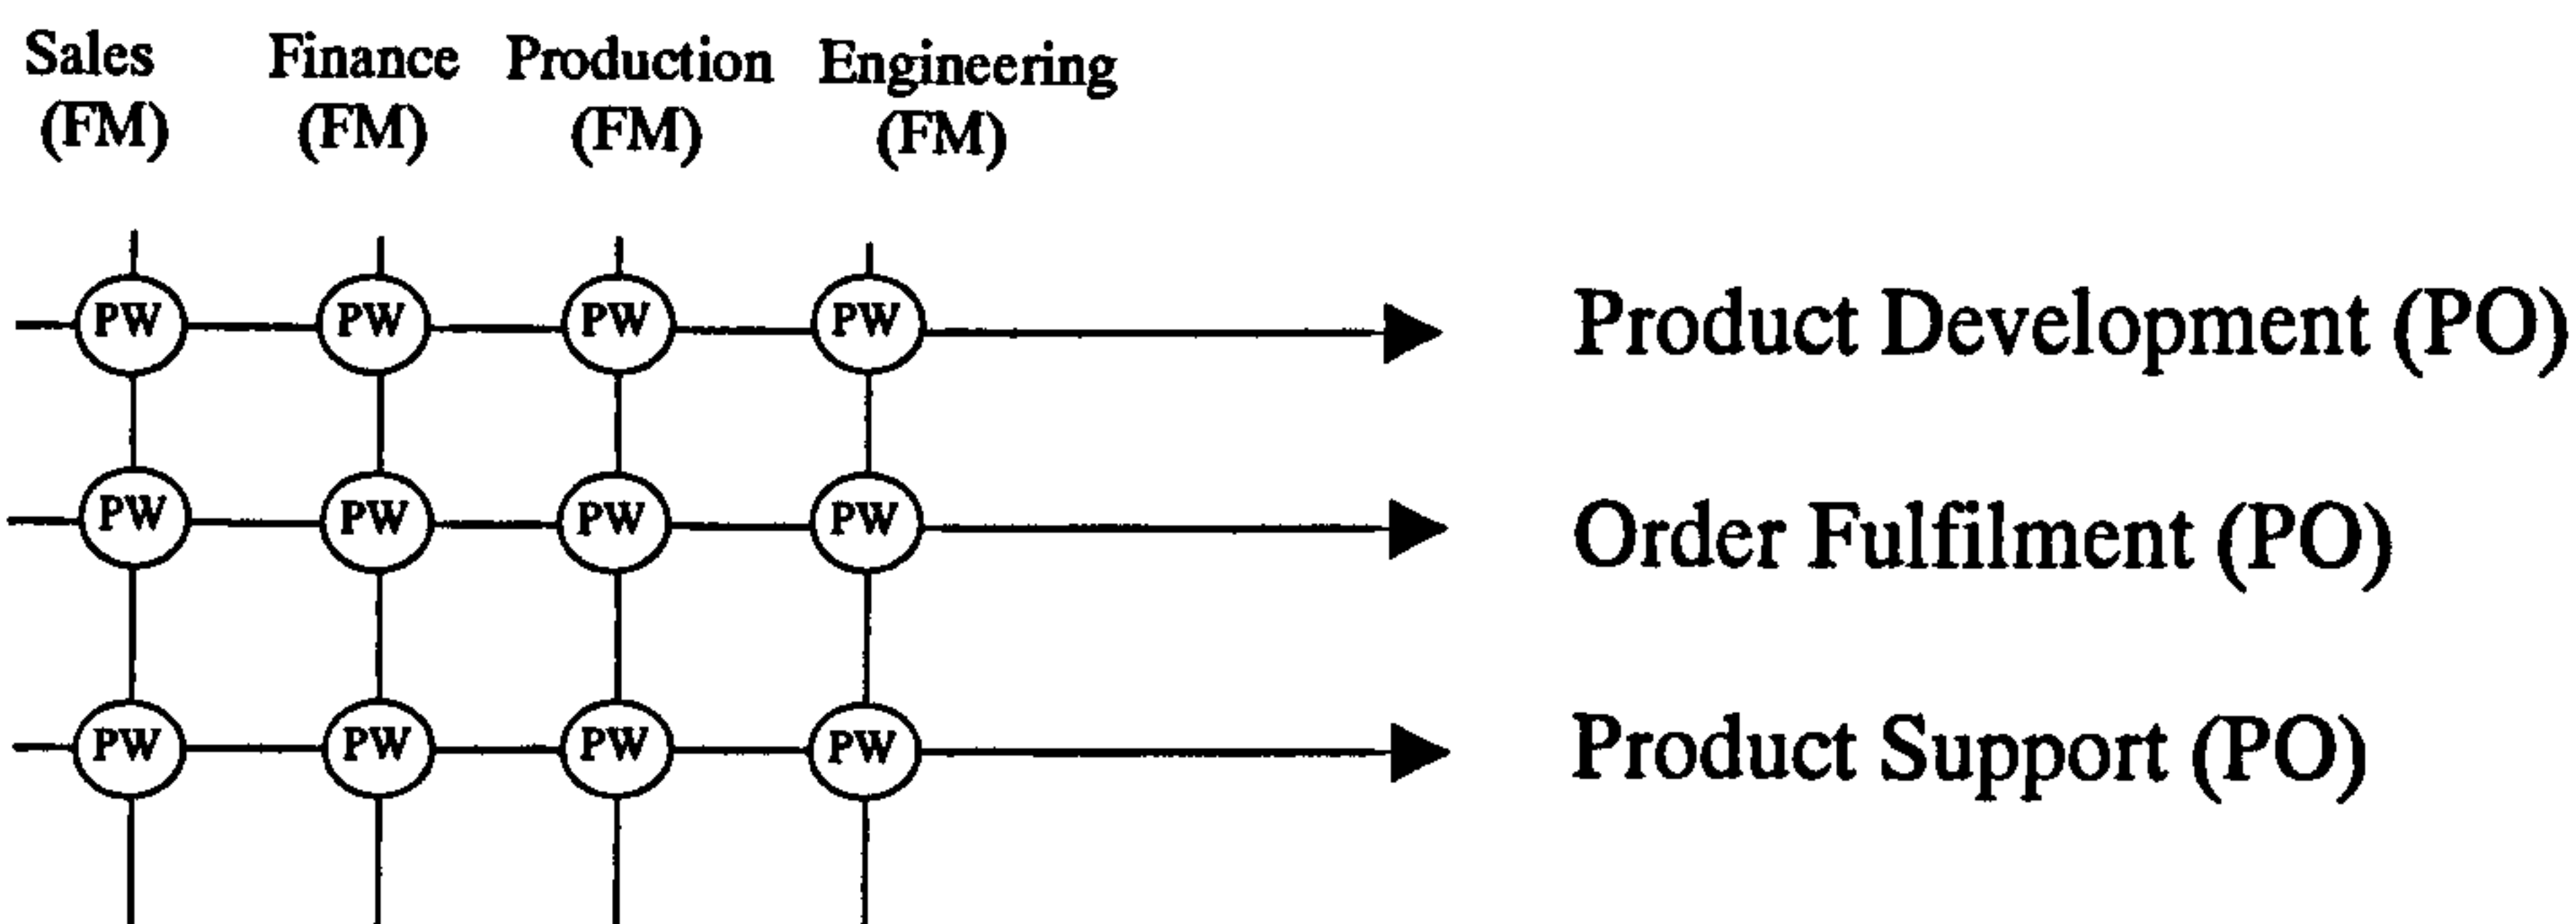 Sales Finance Production Engineering
(FM) (FM) (FM) (FM)
PW PW PW PW Product Development (PO)
PW PW PW PW Order Fulfilment (PO)
PW PW PW PW Product Support (PO)